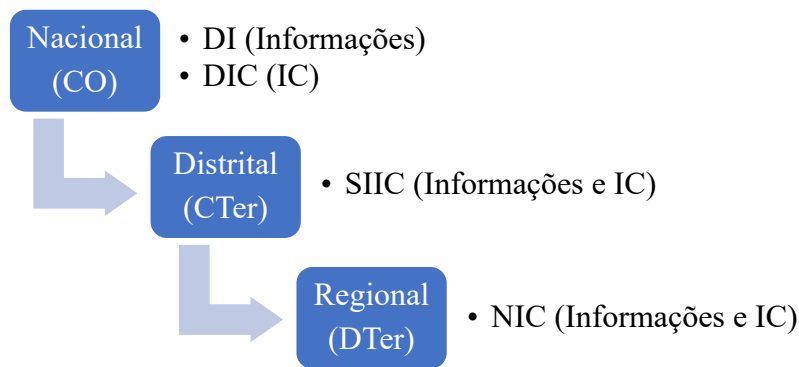 Nacional
(CO)
• DI (Informações)
• DIC (IC)
Distrital
(CTer)
• SIIC (Informações e IC)
Regional
(DTer)
• NIC (Informações e IC)